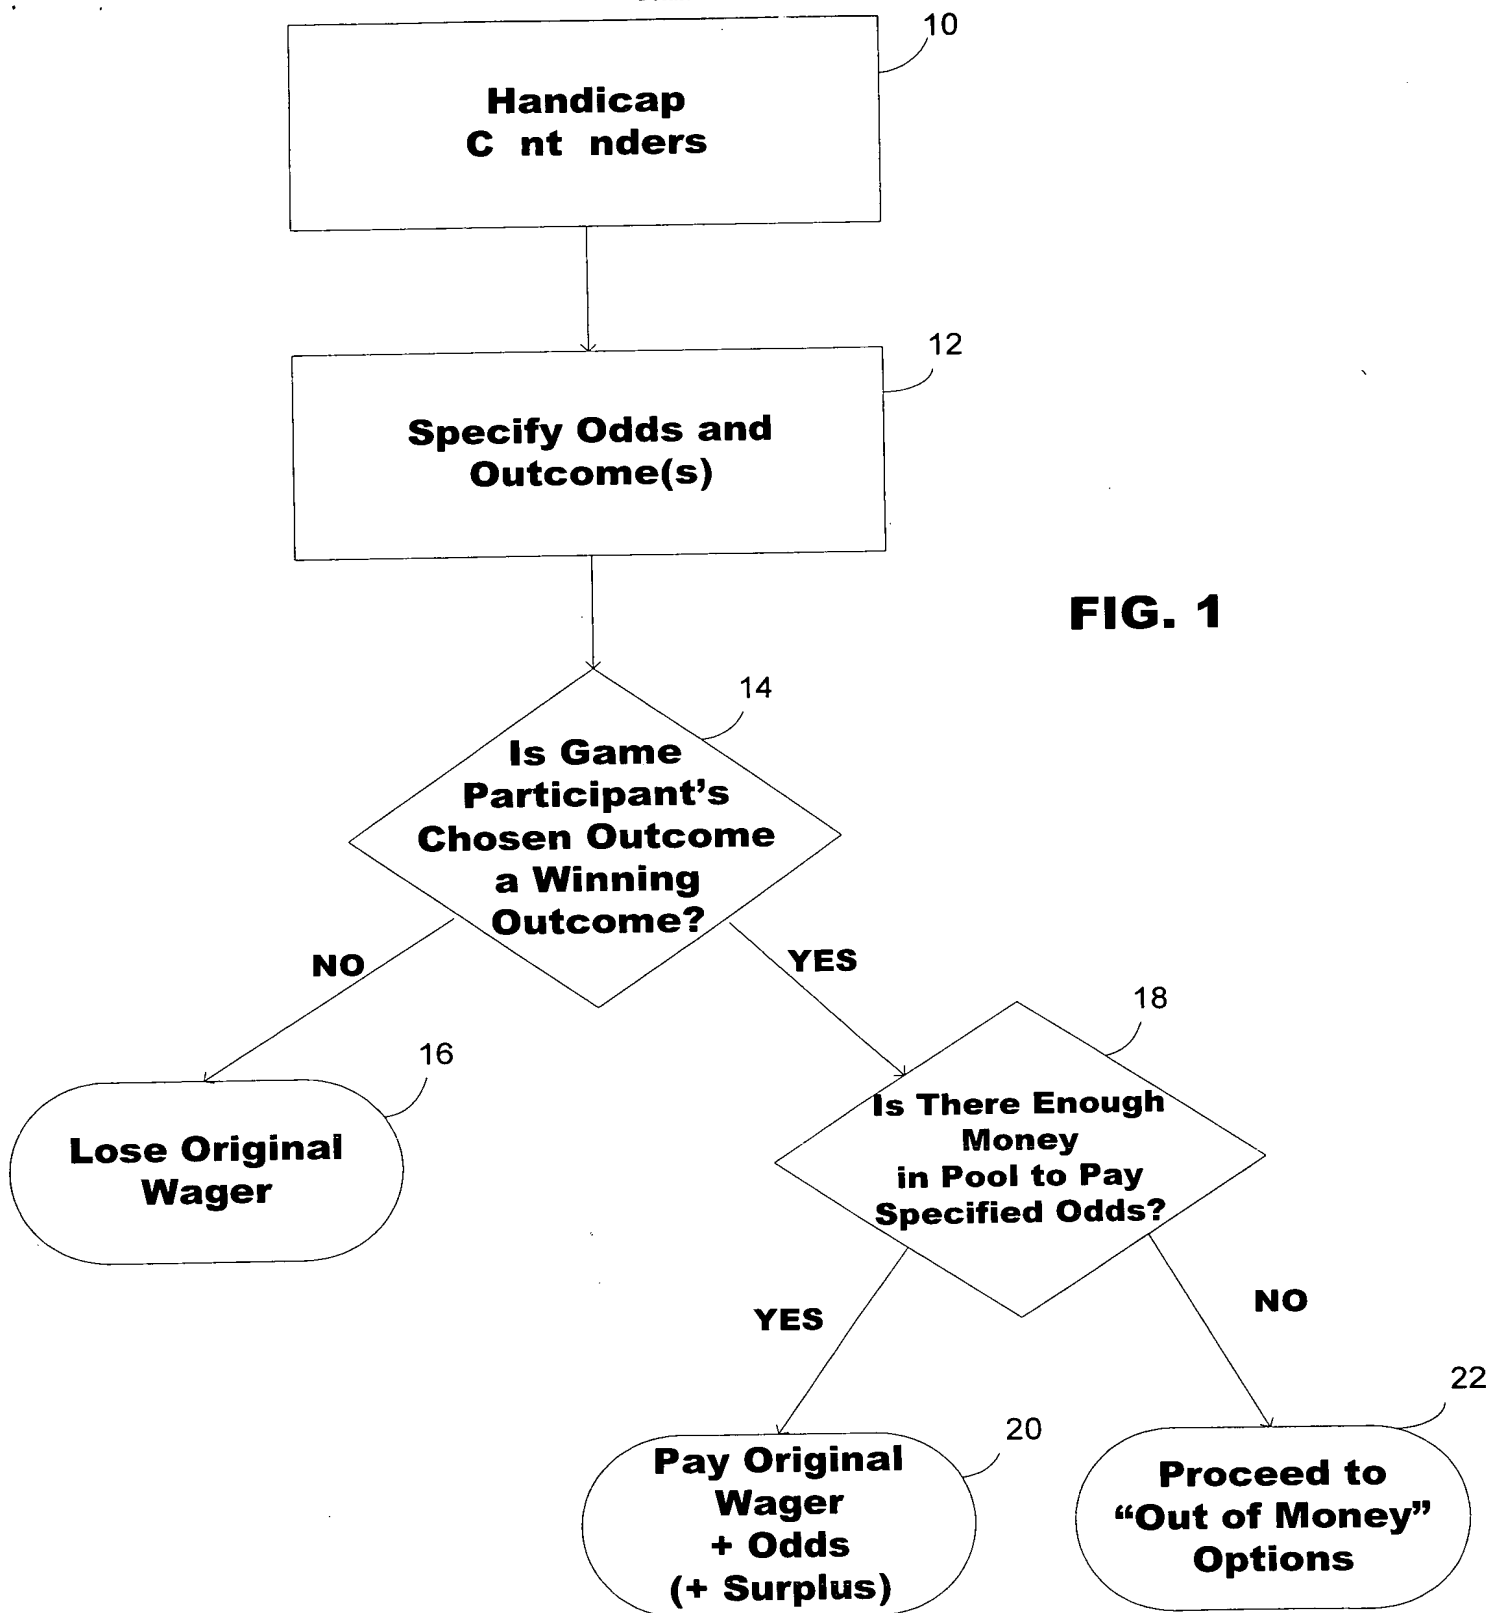 10
Handicap
C nt nders
12
Specify Odds and
Outcome(s)
FIG. 1
14
Is Game
Participant's
Chosen Outcome
a Winning
Outcome?
NO
YES
18
16
Is There Enough
Money
in Pool to Pay
Specified Odds?
Lose Original
Wager
YES
NO
22
20
Pay Original
Wager
+ Odds
(+ Surplus)
Proceed to
“Out of Money”
Options